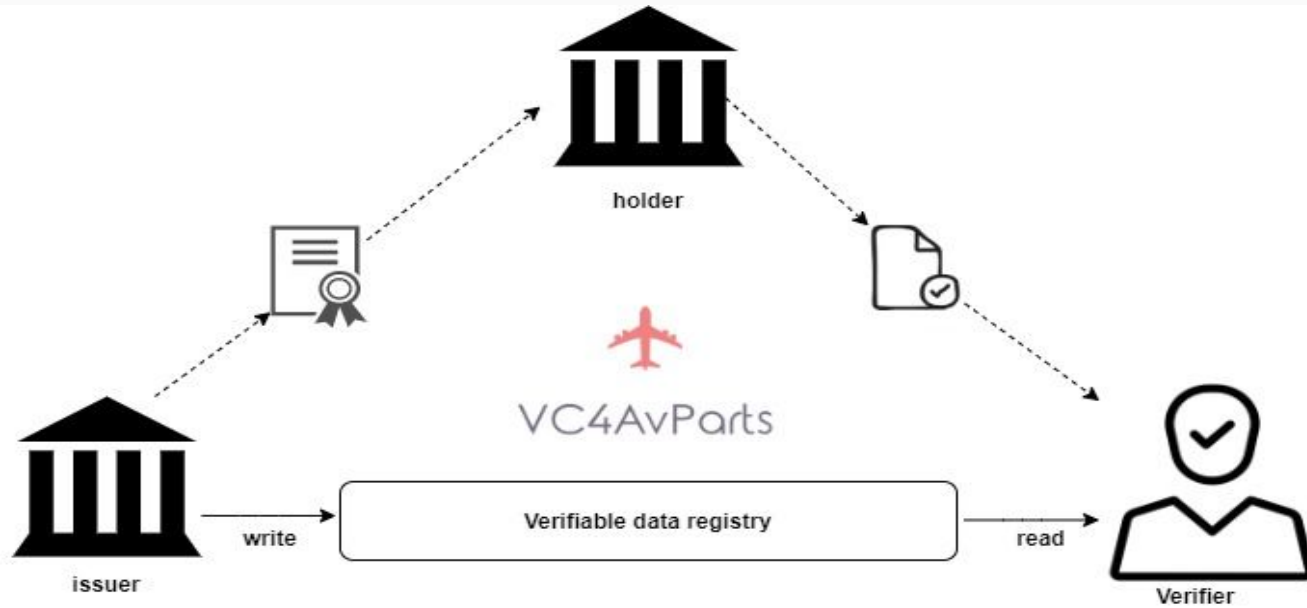 holder
VC4AvParts
Verifiable data registry
write
read
issuer
Verifier